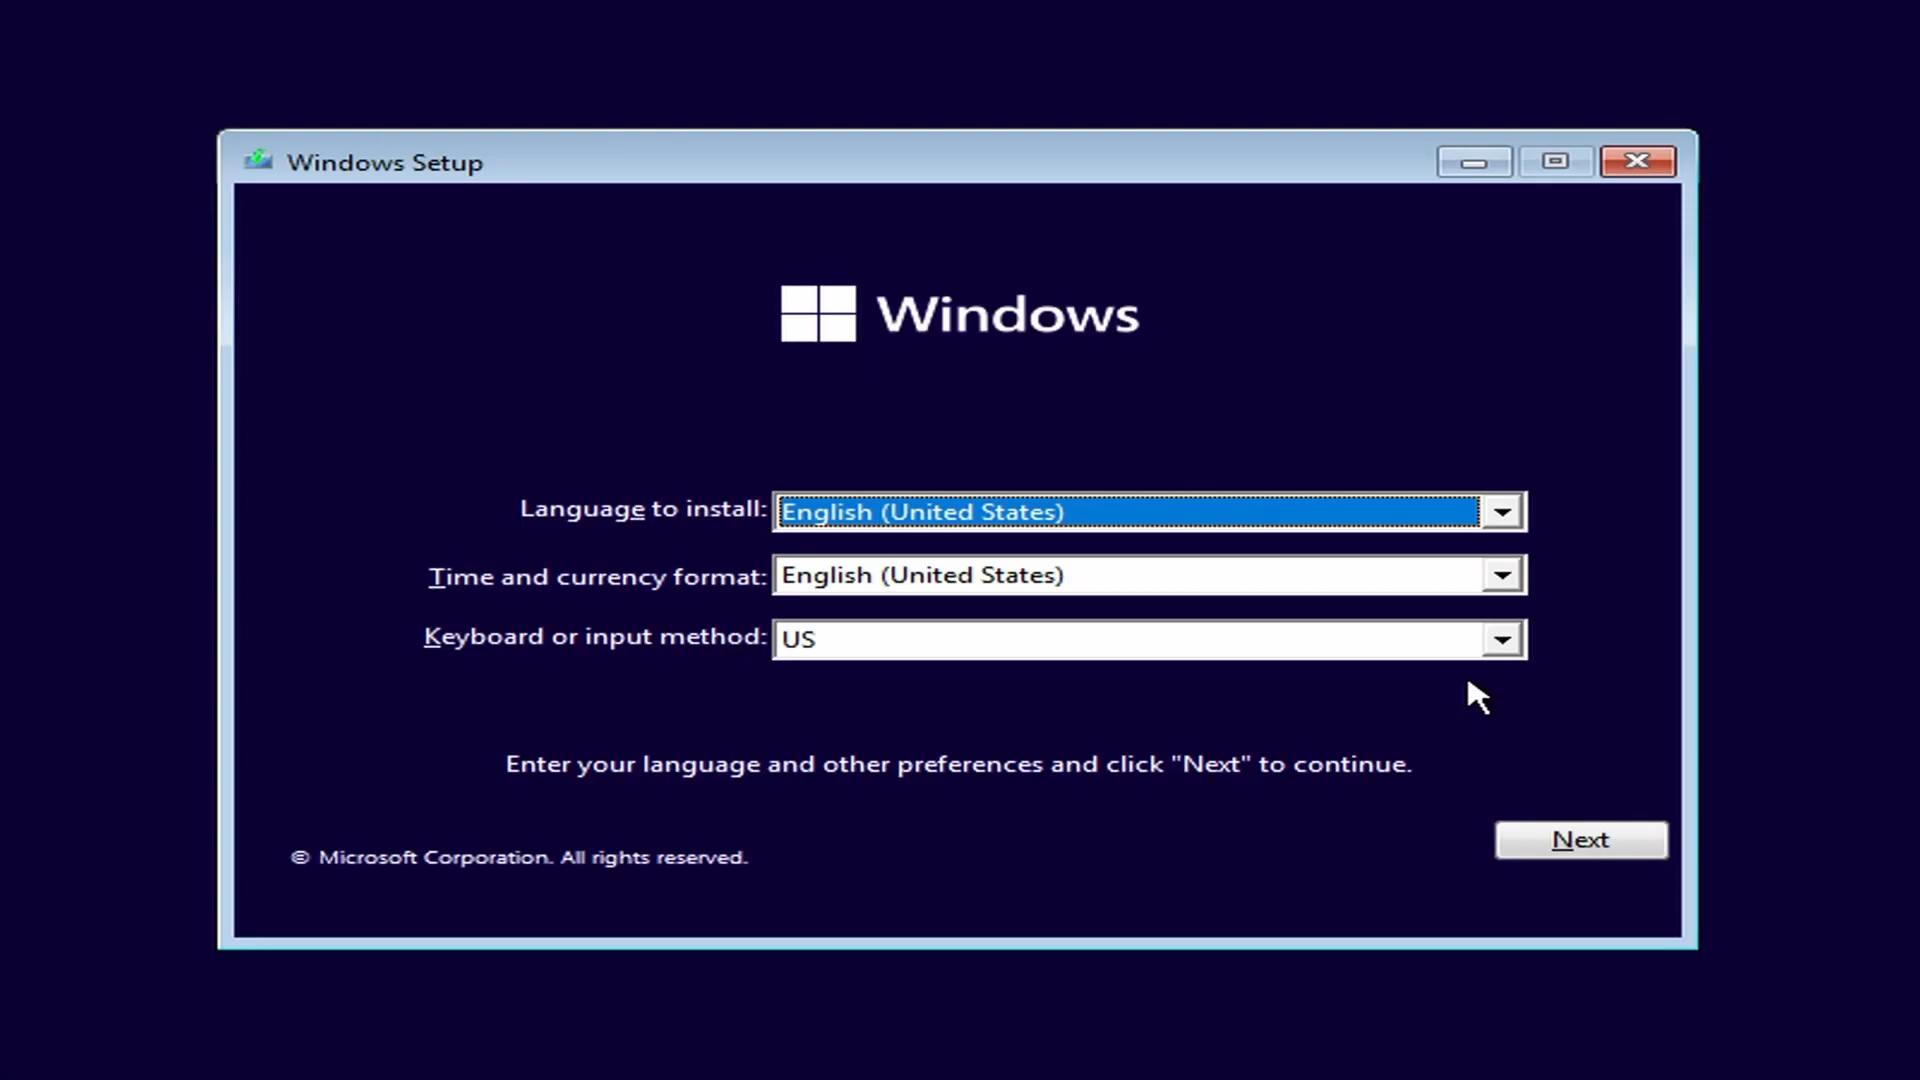 Windows Setup
Windows
Language to install: English (United States)
Time and currency format: English (United States)
Keyboard or input method: US
Enter your language and other preferences and click "Next" to continue.
© Microsoft Corporation. All rights reserved.
Next